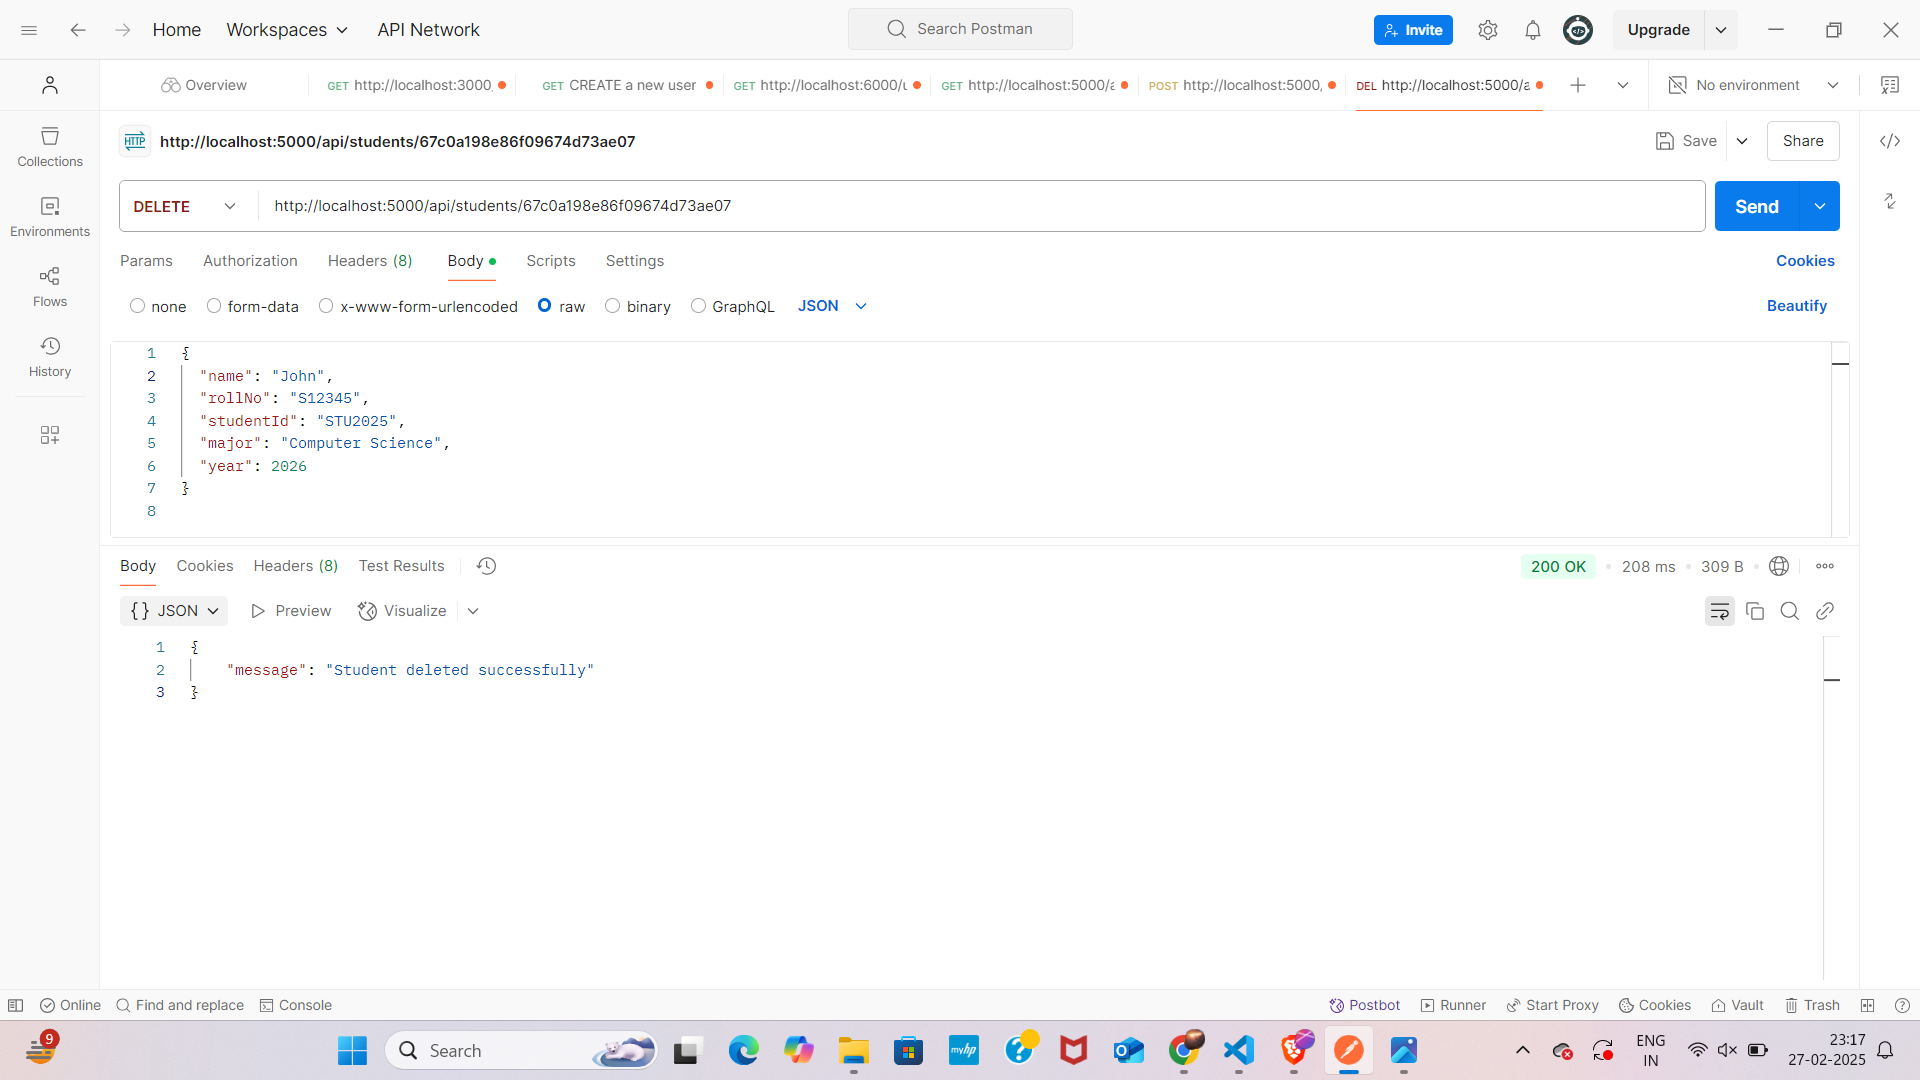 Home
Workspaces
API Network
Search Postman
Invite
Upgrade
Overview
GET http://localhost:3000
GET CREATE a new user
GET http://localhost:6000/u
GET http://localhost:5000/a
POST http://localhost:5000
DEL http://localhost:5000/a
No environment
Collections
Environments
Flows
History
HTTP
http://localhost:5000/api/students/67c0a198e86f09674d73ae07
Save
Share
DELETE
http://localhost:5000/api/students/67c0a198e86f09674d73ae07
Send
Params
Authorization
Headers (8)
Body
Scripts
Settings
Cookies
none
form-data
x-www-form-urlencoded
raw
binary
GraphQL
JSON
Beautify
1 {
2 "name": "John",
3 "rollNo": "S12345",
4 "studentId": "STU2025",
5 "major": "Computer Science",
6 "year": 2026
7 }
8
Body
Cookies
Headers (8)
Test Results
200 OK
208 ms
309 B
{} JSON
Preview
Visualize
1 {
2 "message": "Student deleted successfully"
3 }
Online
Find and replace
Console
Postbot
Runner
Start Proxy
Cookies
Vault
Trash
9
Search
myhp
ENG
IN
23:17
27-02-2025